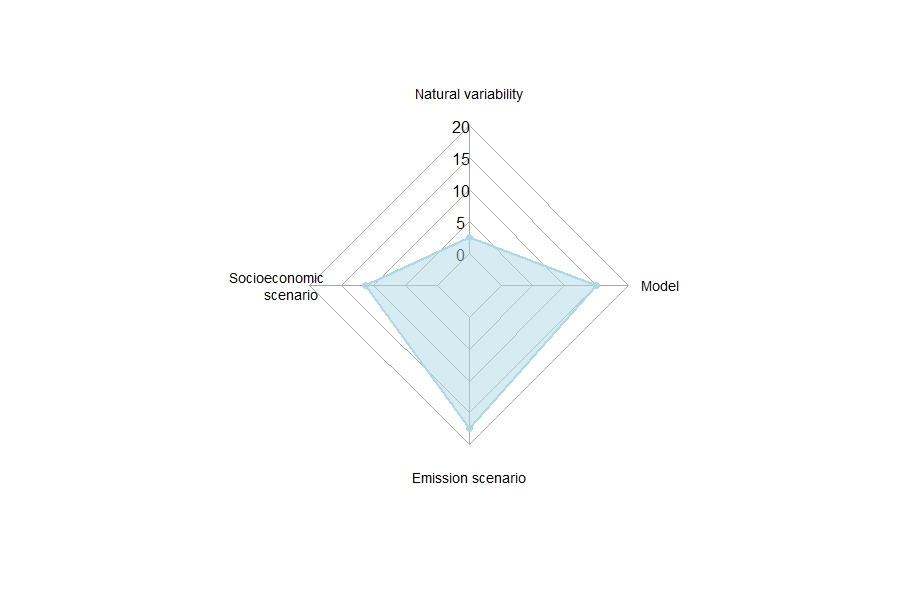 Natural variability
20
15
10
5
0
Socioeconomic
scenario
Model
Emission scenario